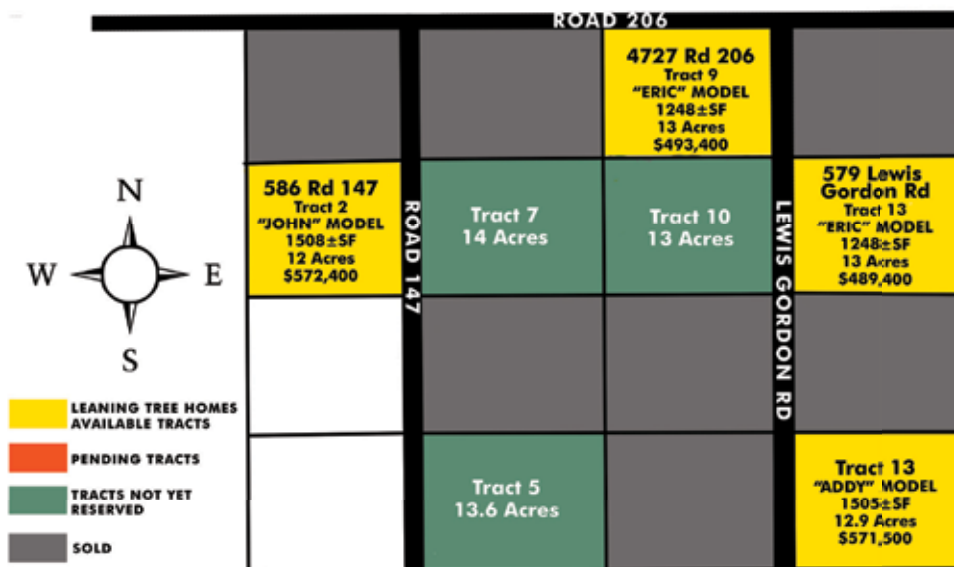 ROAD 206
4727 Rd 206
Tract 9
"ERIC" MODEL
1248±SF
13 Acres
$493,400
586 Rd 147
Tract 2
"JOHN" MODEL
1508±SF
12 Acres
$572,400
ROAD 147
Tract 7
14 Acres
Tract 10
13 Acres
LEWIS GORDON RD
579 Lewis
Gordon Rd
Tract 13
"ERIC" MODEL
1248±SF
13 Acres
$489,400
N
W
E
S
LEANING TREE HOMES
AVAILABLE TRACTS
PENDING TRACTS
TRACTS NOT YET
RESERVED
SOLD
Tract 5
13.6 Acres
Tract 13
"ADDY" MODEL
1505±SF
12.9 Acres
$571,500